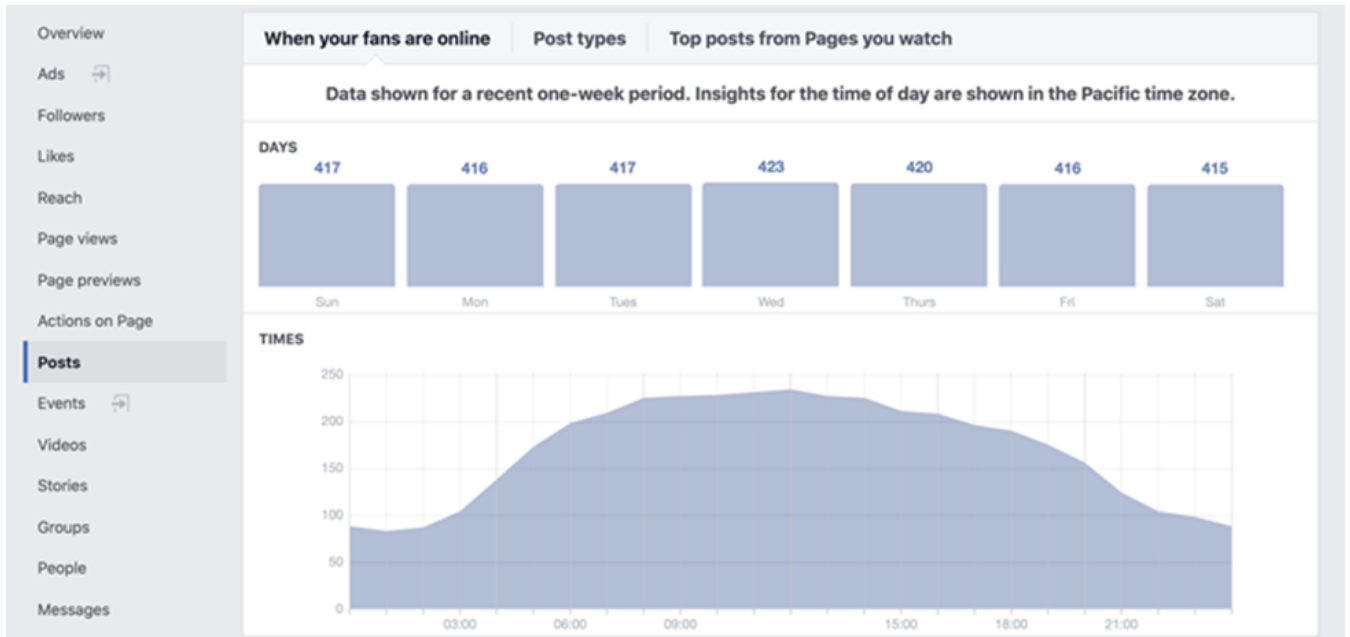 Overview
Ads
Followers
Likes
Reach
Page views
Page previews
Actions on Page
Posts
Events
Videos
Stories
Groups
People
Messages
When your fans are online Post types Top posts from Pages you watch
Data shown for a recent one-week period. Insights for the time of day are shown in the Pacific time zone.
DAYS
417 416 417 423 420 416 415
Sun Mon Tues Wed Thurs Fri Sat
TIMES
250
200
150
100
50
0
03:00 06:00 09:00 15:00 18:00 21:00